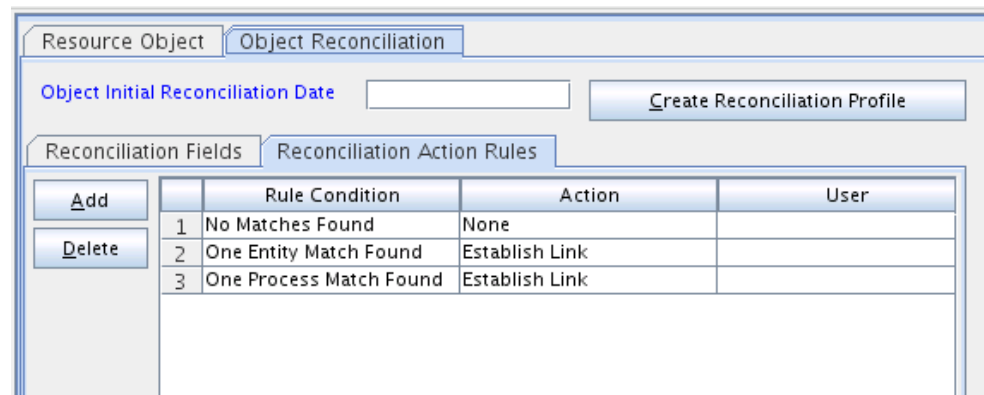 Resource Object Object Reconciliation
Object Initial Reconciliation Date Create Reconciliation Profile
Reconciliation Fields Reconciliation Action Rules
Add Rule Condition Action User
1 No Matches Found None
Delete 2 One Entity Match Found Establish Link
3 One Process Match Found Establish Link